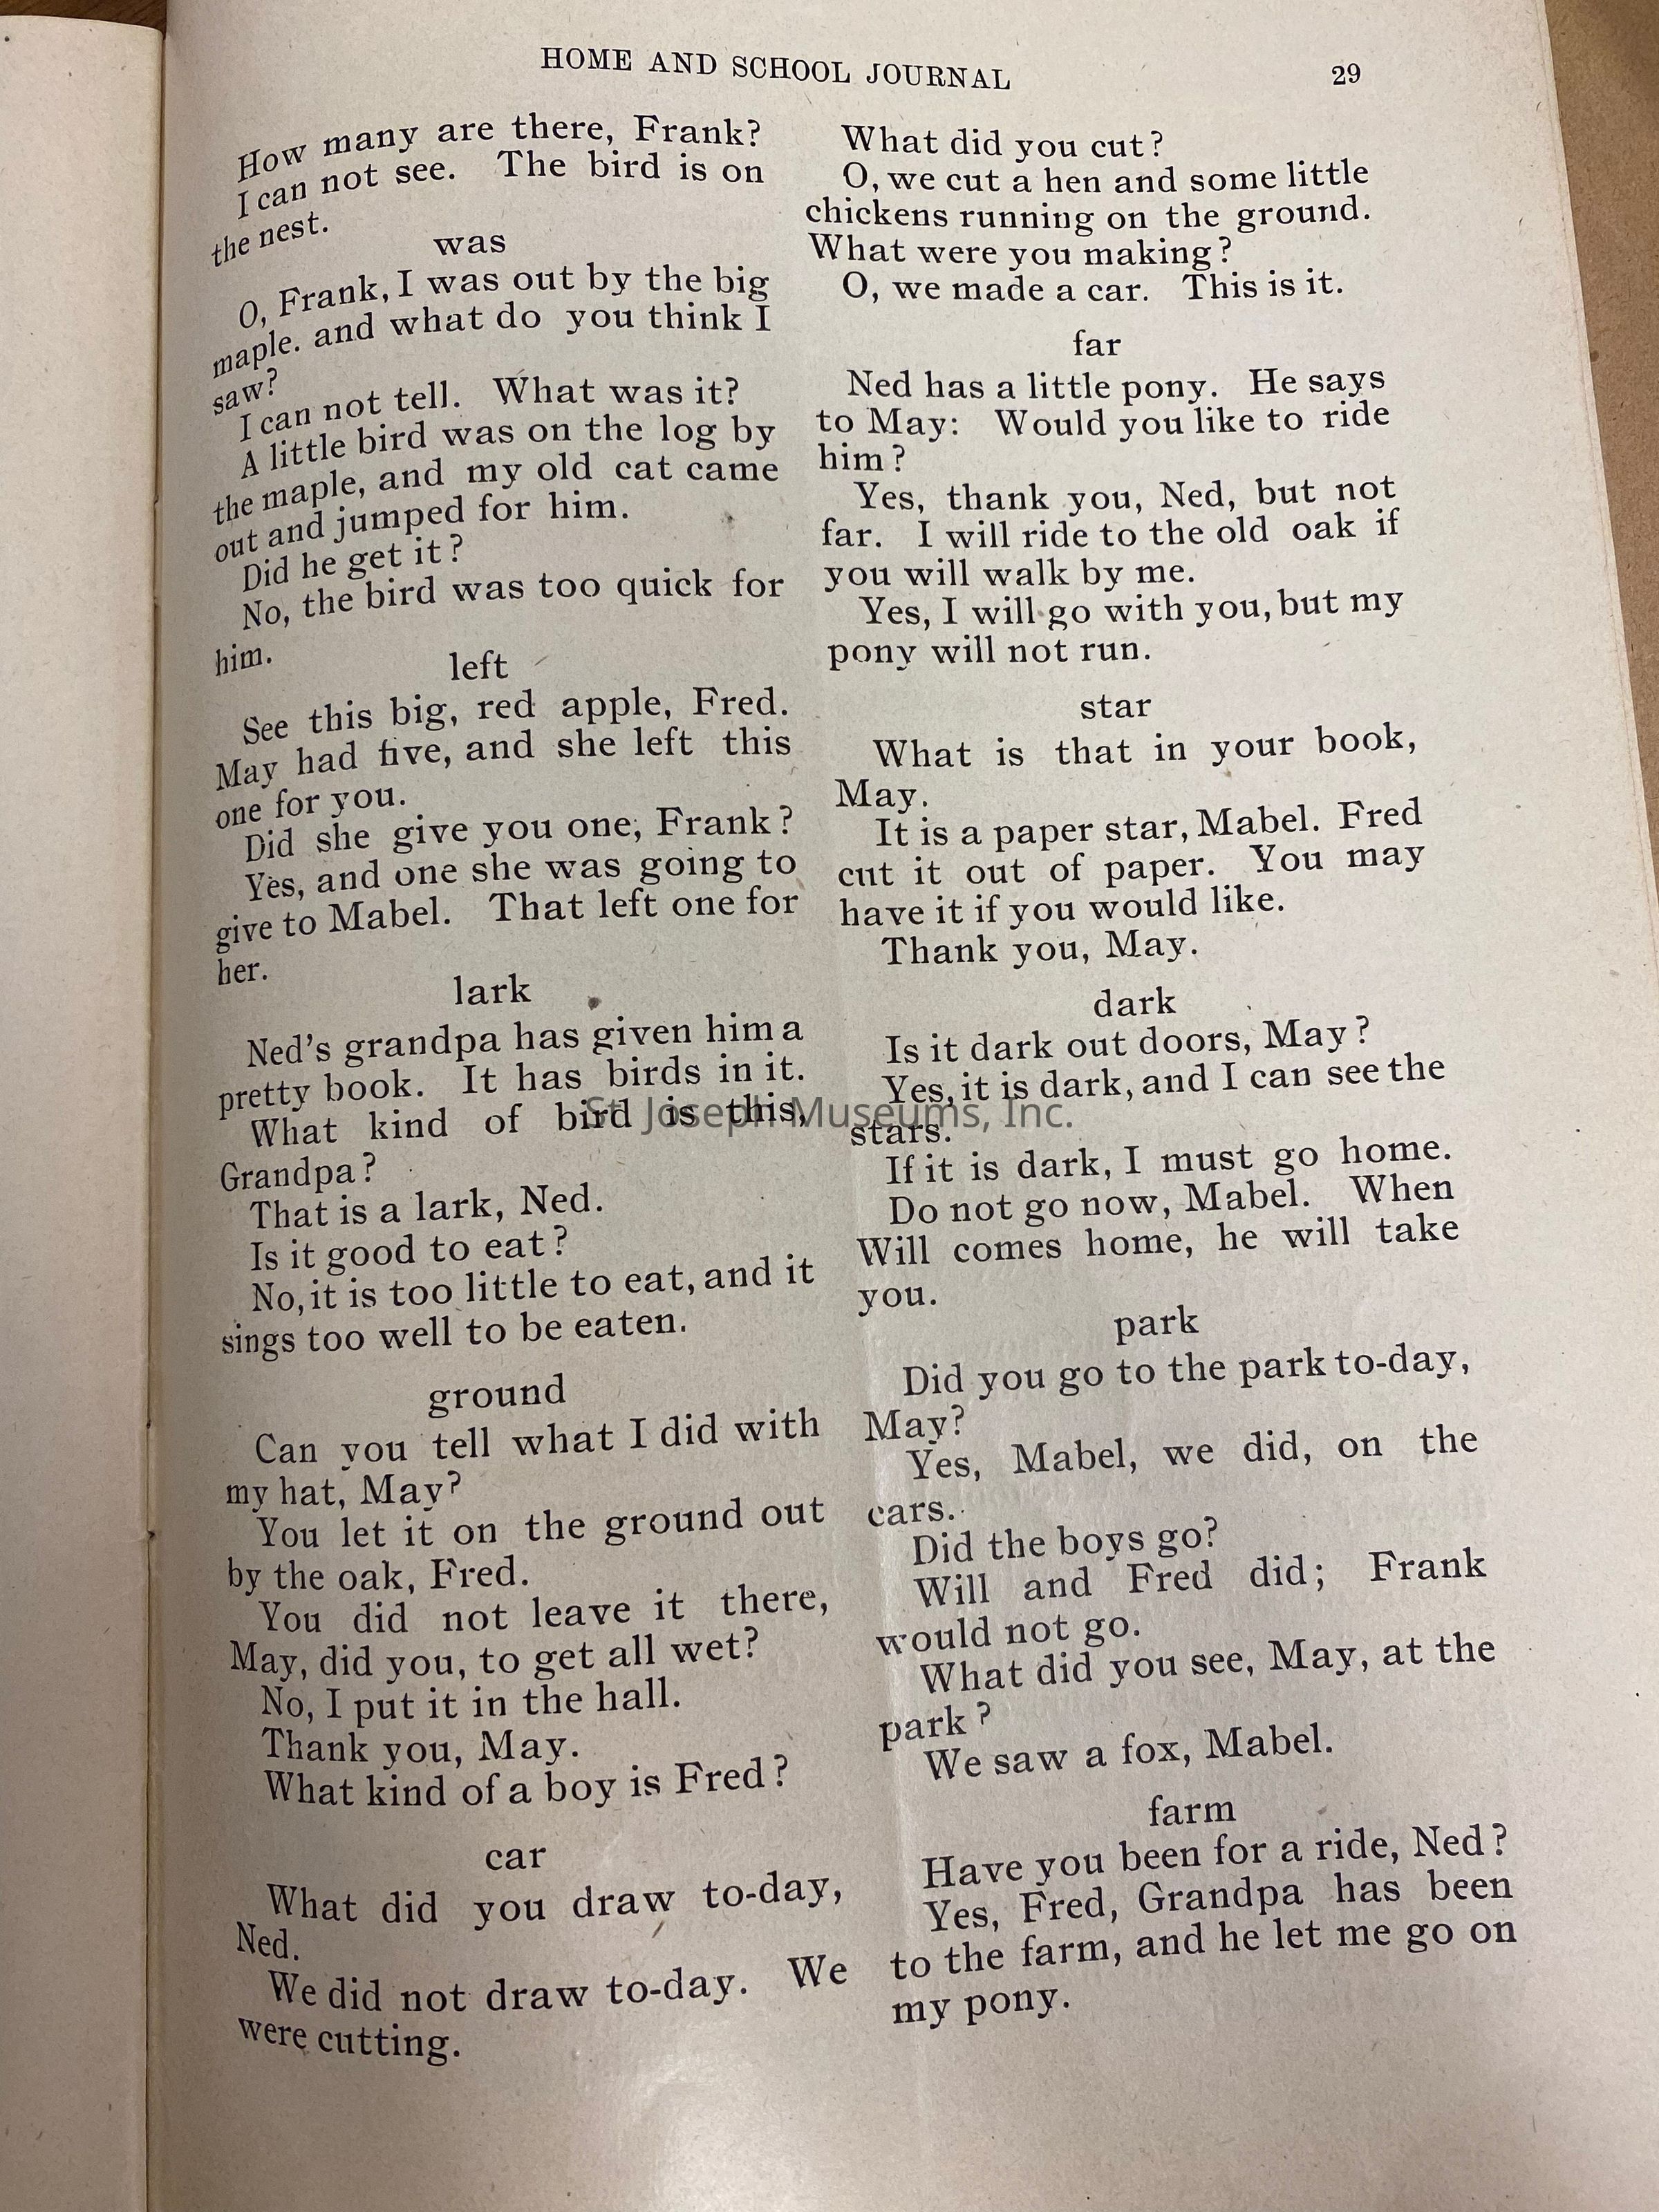 HOME AND SCHOOL JOURNAL
29
How many are there, Frank?
I can not see. The bird is on
the nest.
was
O, Frank, I was out by the big
maple. and what do you think I
saw?
I can not tell. What was it?
A little bird was on the log by
the maple, and my old cat came
out and jumped for him.
Did he get it?
No, the bird was too quick for
him.
left
See this big, red apple, Fred.
May had five, and she left this
one for you.
Did she give you one, Frank?
Yes, and one she was going to
give to Mabel. That left one for
her.
lark
Ned's grandpa has given him a
pretty book. It has birds in it.
What kind of bird is this,
Grandpa?
That is a lark, Ned.
Is it good to eat?
No, it is too little to eat, and it
sings too well to be eaten.
ground
Can you tell what I did with
my hat, May?
You let it on the ground out
by the oak, Fred.
You did not leave it there,
May, did you, to get all wet?
No, I put it in the hall.
Thank you, May.
What kind of a boy is Fred?
car
What did you draw to-day,
Ned.
We did not draw to-day. We
were cutting.
What did you cut?
O, we cut a hen and some little
chickens running on the ground.
What were you making?
O, we made a car. This is it.
far
Ned has a little pony. He says
to May: Would you like to ride
him?
Yes, thank you, Ned, but not
far. I will ride to the old oak if
you will walk by me.
Yes, I will go with you, but my
pony will not run.
star
What is that in your book,
May.
It is a paper star, Mabel. Fred
cut it out of paper. You may
have it if you would like.
Thank you, May.
dark
Is it dark out doors, May?
Yes, it is dark, and I can see the
stars.
If it is dark, I must go home.
Do not go now, Mabel. When
Will comes home, he will take
you.
park
Did you go to the park to-day,
May?
Yes, Mabel, we did, on the
cars.
Did the boys go?
Will and Fred did; Frank
would not go.
What did you see, May, at the
park?
We saw a fox, Mabel.
farm
Have you been for a ride, Ned?
Yes, Fred, Grandpa has been
to the farm, and he let me go on
my pony.
St. Joseph Museums, Inc.